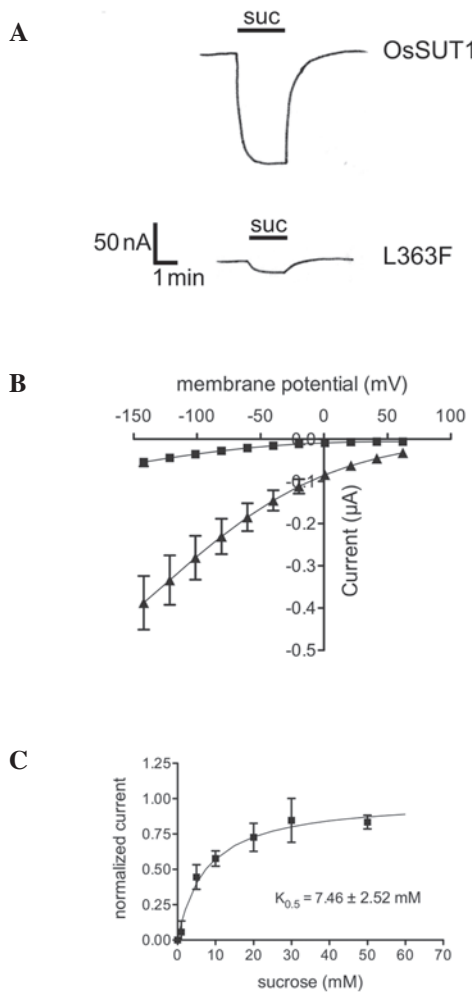 A
suc
OsSUT1
suc
50 nA
1 min
L363F
B
membrane potential (mV)
-150 -100 -50 0 50 100
0.0
-0.1
-0.2
-0.3
-0.4
-0.5
Current (µA)
C
1.25
1.00
0.75
0.50
0.25
0.00
normalized current
K0.5 = 7.46 ± 2.52 mM
0 10 20 30 40 50 60 70
sucrose (mM)